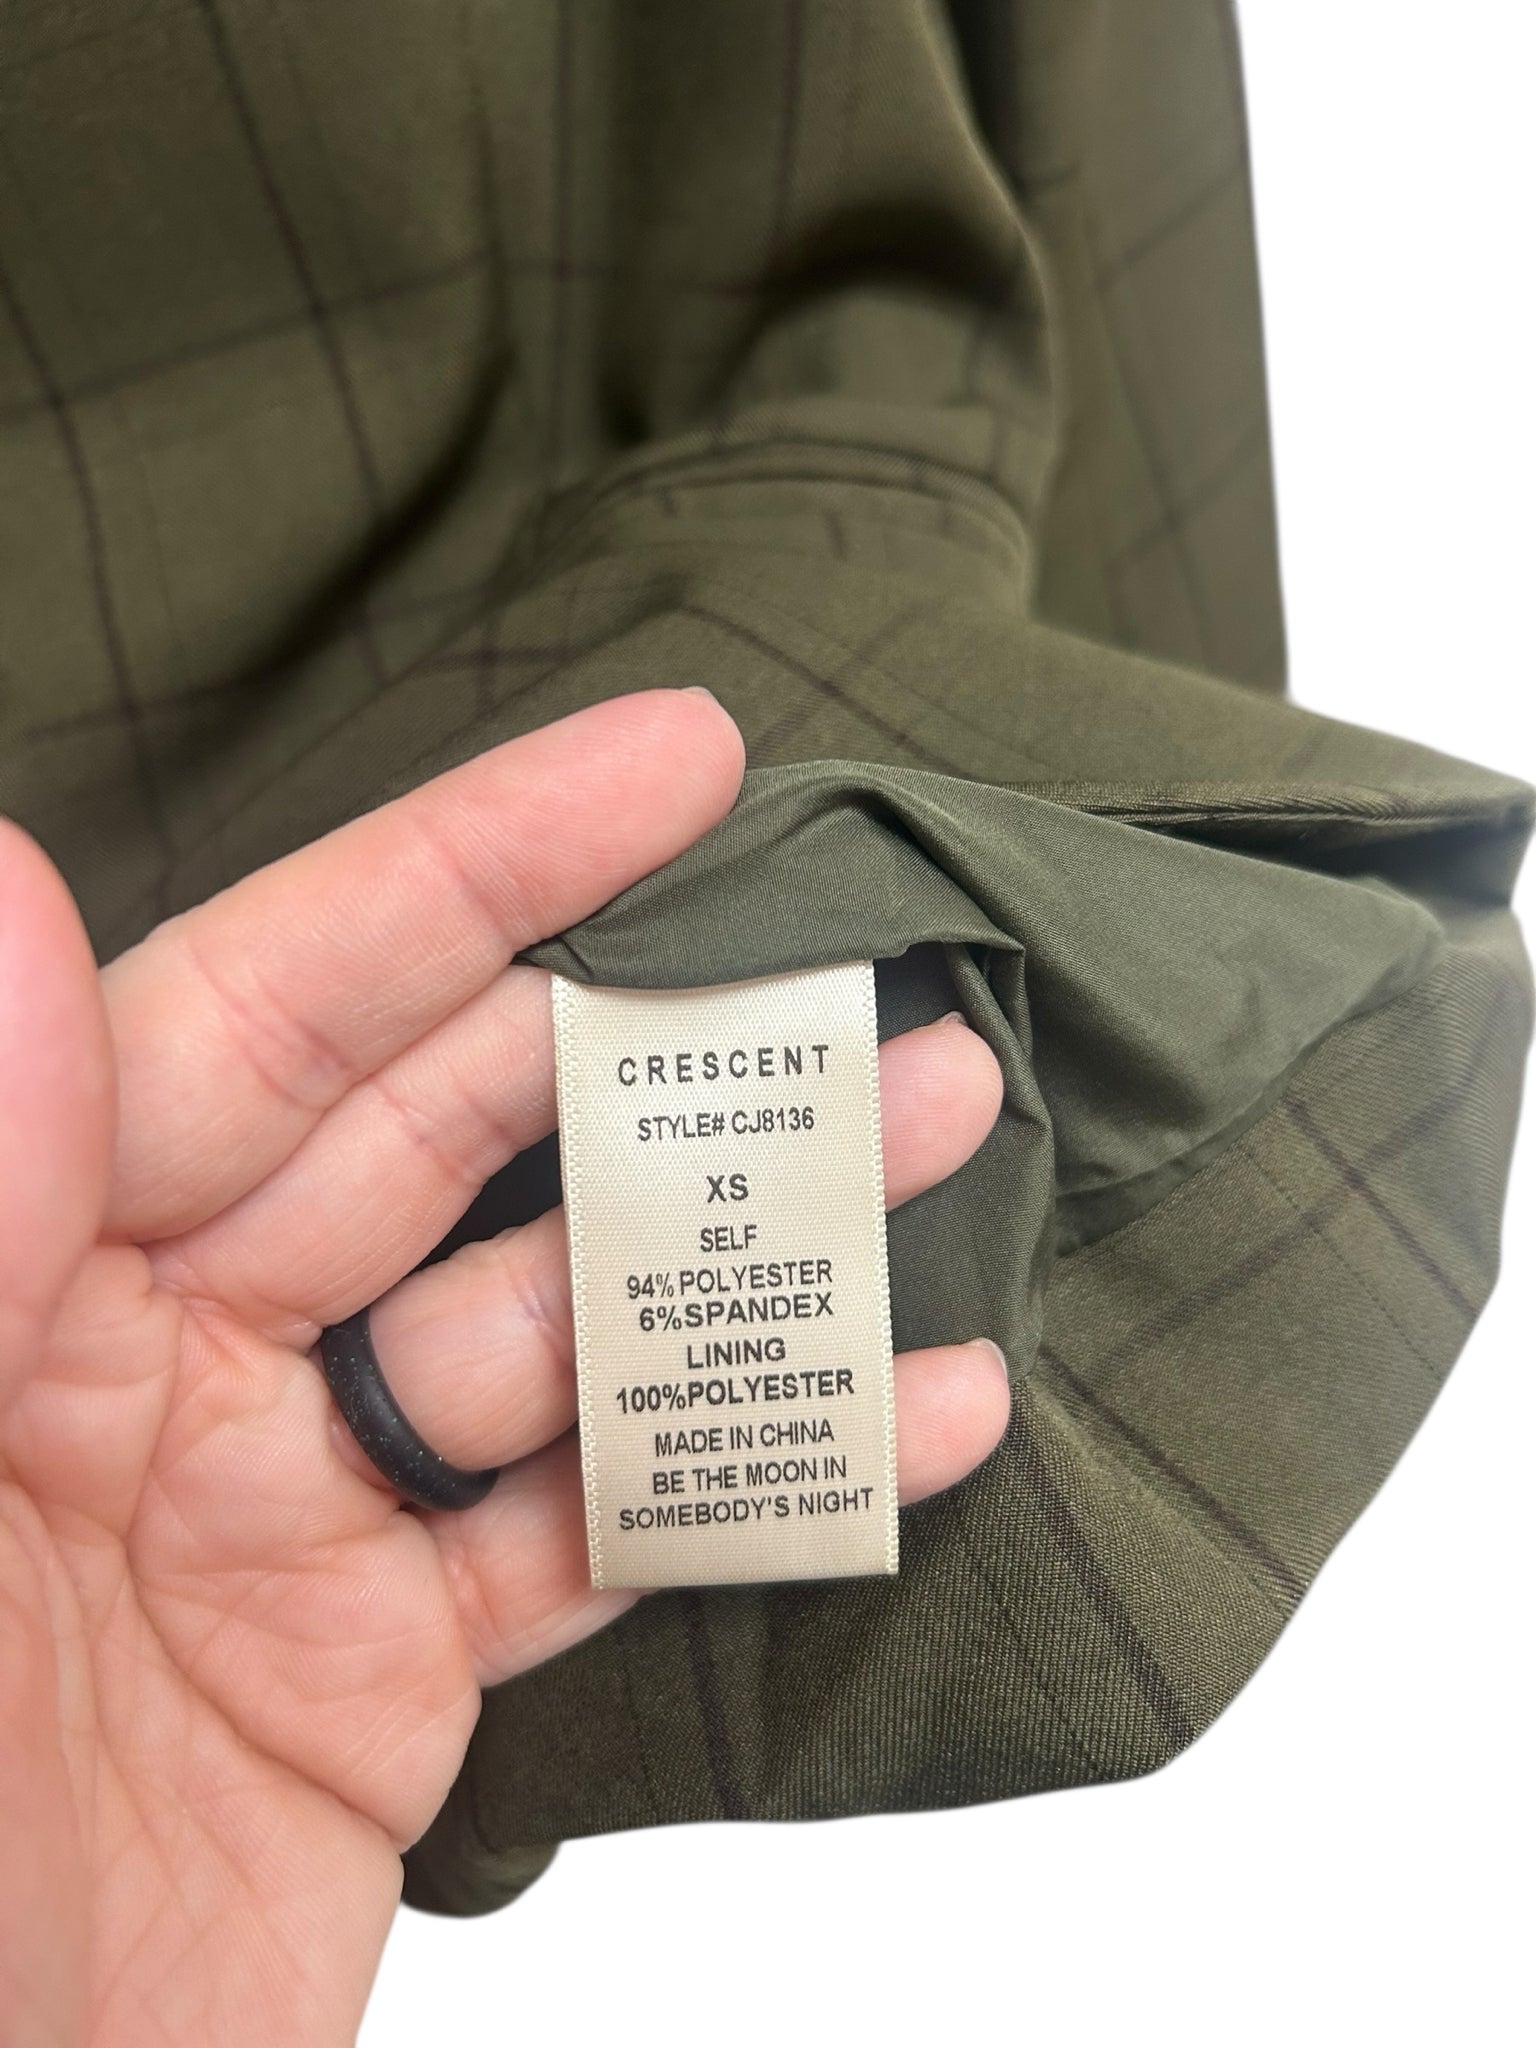 CRESCENT
STYLE# CJ8136
XS
SELF
94% POLYESTER
6%SPANDEX
LINING
100%POLYESTER
MADE IN CHINA
BE THE MOON IN
SOMEBODY'S NIGHT